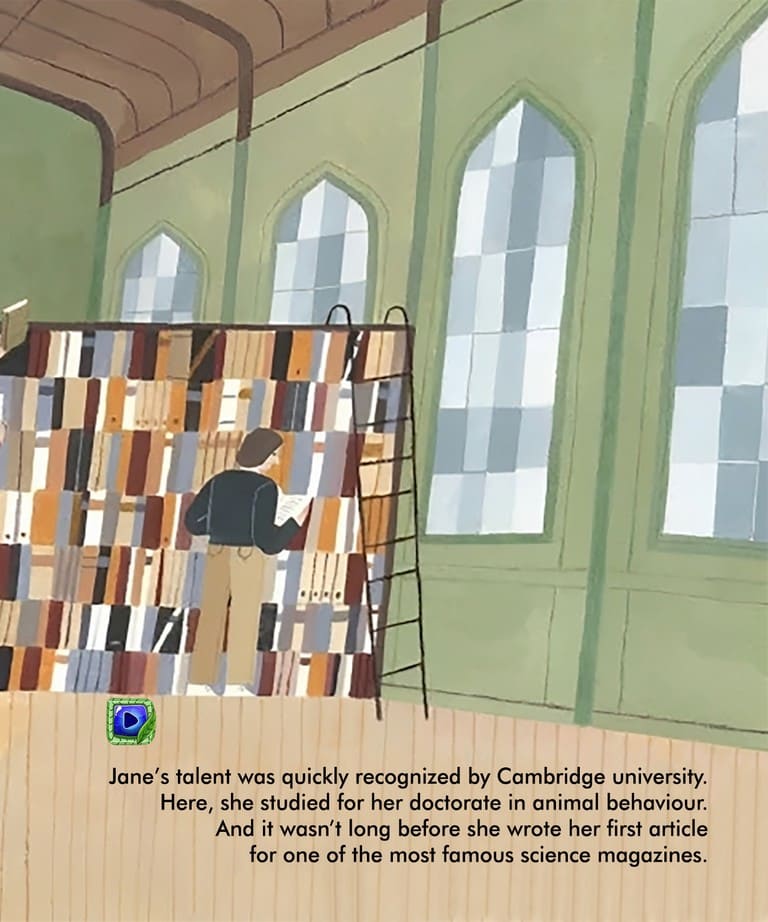 Jane’s talent was quickly recognized by Cambridge university.
Here, she studied for her doctorate in animal behaviour.
And it wasn’t long before she wrote her first article
for one of the most famous science magazines.